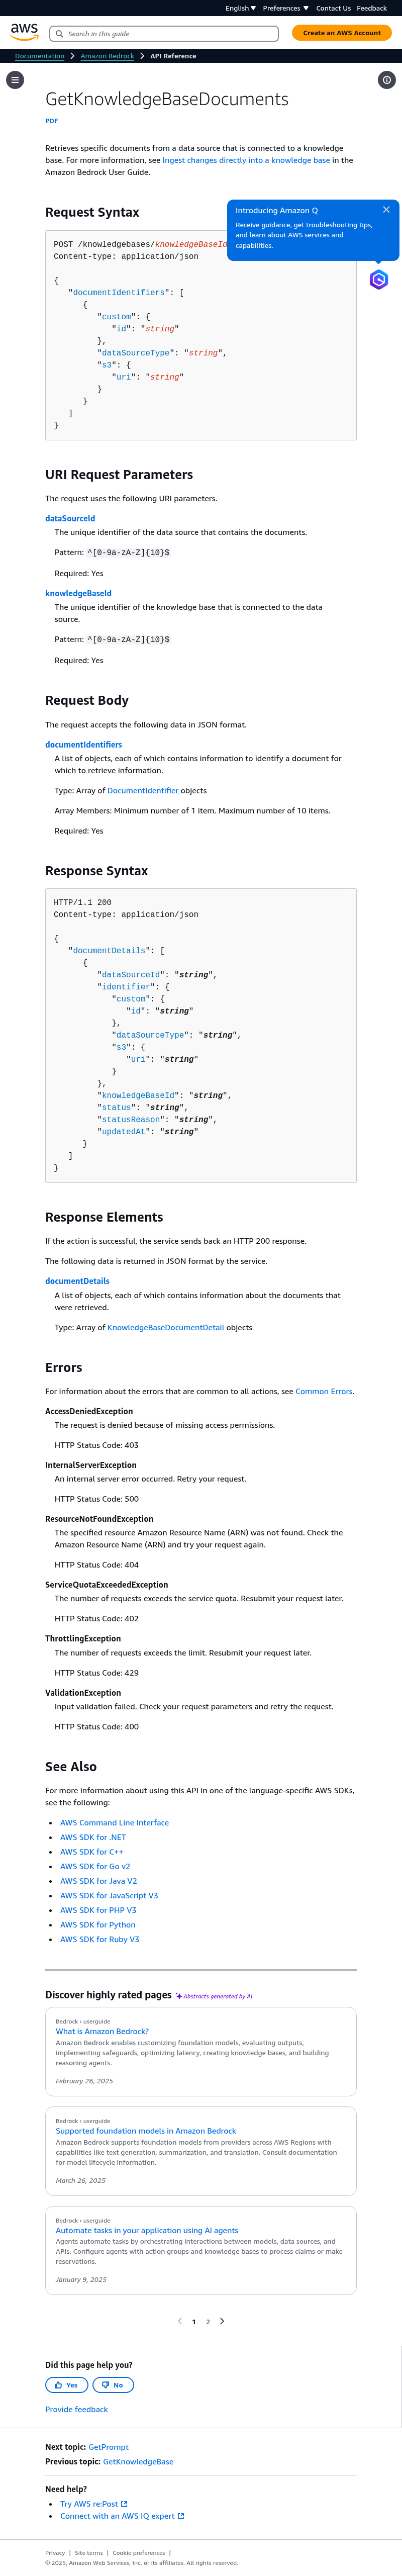 English Preferences Contact Us Feedback
aws
Search in this guide
Create an AWS Account
Documentation Amazon Bedrock API Reference
GetKnowledgeBaseDocuments
PDF
Retrieves specific documents from a data source that is connected to a knowledge
base. For more information, see Ingest changes directly into a knowledge base in the
Amazon Bedrock User Guide.
Request Syntax
Introducing Amazon Q
Receive guidance, get troubleshooting tips,
and learn about AWS services and
capabilities.
POST /knowledgebases/knowledgeBaseId
Content-type: application/json
{
"documentIdentifiers": [
{
"custom": {
"id": "string"
},
"dataSourceType": "string",
"s3": {
"uri": "string"
}
}
]
}
URI Request Parameters
The request uses the following URI parameters.
dataSourceId
The unique identifier of the data source that contains the documents.
Pattern: ^[0-9a-zA-Z]{10}$
Required: Yes
knowledgeBaseId
The unique identifier of the knowledge base that is connected to the data
source.
Pattern: ^[0-9a-zA-Z]{10}$
Required: Yes
Request Body
The request accepts the following data in JSON format.
documentIdentifiers
A list of objects, each of which contains information to identify a document for
which to retrieve information.
Type: Array of DocumentIdentifier objects
Array Members: Minimum number of 1 item. Maximum number of 10 items.
Required: Yes
Response Syntax
HTTP/1.1 200
Content-type: application/json
{
"documentDetails": [
{
"dataSourceId": "string",
"identifier": {
"custom": {
"id": "string"
},
"dataSourceType": "string",
"s3": {
"uri": "string"
}
},
"knowledgeBaseId": "string",
"status": "string",
"statusReason": "string",
"updatedAt": "string"
}
]
}
Response Elements
If the action is successful, the service sends back an HTTP 200 response.
The following data is returned in JSON format by the service.
documentDetails
A list of objects, each of which contains information about the documents that
were retrieved.
Type: Array of KnowledgeBaseDocumentDetail objects
Errors
For information about the errors that are common to all actions, see Common Errors.
AccessDeniedException
The request is denied because of missing access permissions.
HTTP Status Code: 403
InternalServerException
An internal server error occurred. Retry your request.
HTTP Status Code: 500
ResourceNotFoundException
The specified resource Amazon Resource Name (ARN) was not found. Check the
Amazon Resource Name (ARN) and try your request again.
HTTP Status Code: 404
ServiceQuotaExceededException
The number of requests exceeds the service quota. Resubmit your request later.
HTTP Status Code: 402
ThrottlingException
The number of requests exceeds the limit. Resubmit your request later.
HTTP Status Code: 429
ValidationException
Input validation failed. Check your request parameters and retry the request.
HTTP Status Code: 400
See Also
For more information about using this API in one of the language-specific AWS SDKs,
see the following:
• AWS Command Line Interface
• AWS SDK for .NET
• AWS SDK for C++
• AWS SDK for Go v2
• AWS SDK for Java V2
• AWS SDK for JavaScript V3
• AWS SDK for PHP V3
• AWS SDK for Python
• AWS SDK for Ruby V3
Discover highly rated pages Abstracts generated by AI
Bedrock › userguide
What is Amazon Bedrock?
Amazon Bedrock enables customizing foundation models, evaluating outputs,
implementing safeguards, optimizing latency, creating knowledge bases, and building
reasoning agents.
February 26, 2025
Bedrock › userguide
Supported foundation models in Amazon Bedrock
Amazon Bedrock supports foundation models from providers across AWS Regions with
capabilities like text generation, summarization, and translation. Consult documentation
for model lifecycle information.
March 26, 2025
Bedrock › userguide
Automate tasks in your application using AI agents
Agents automate tasks by orchestrating interactions between models, data sources, and
APIs. Configure agents with action groups and knowledge bases to process claims or make
reservations.
January 9, 2025
1 2
Did this page help you?
Yes No
Provide feedback
Next topic: GetPrompt
Previous topic: GetKnowledgeBase
Need help?
• Try AWS re:Post
• Connect with an AWS IQ expert
Privacy | Site terms | Cookie preferences |
© 2025, Amazon Web Services, Inc. or its affiliates. All rights reserved.